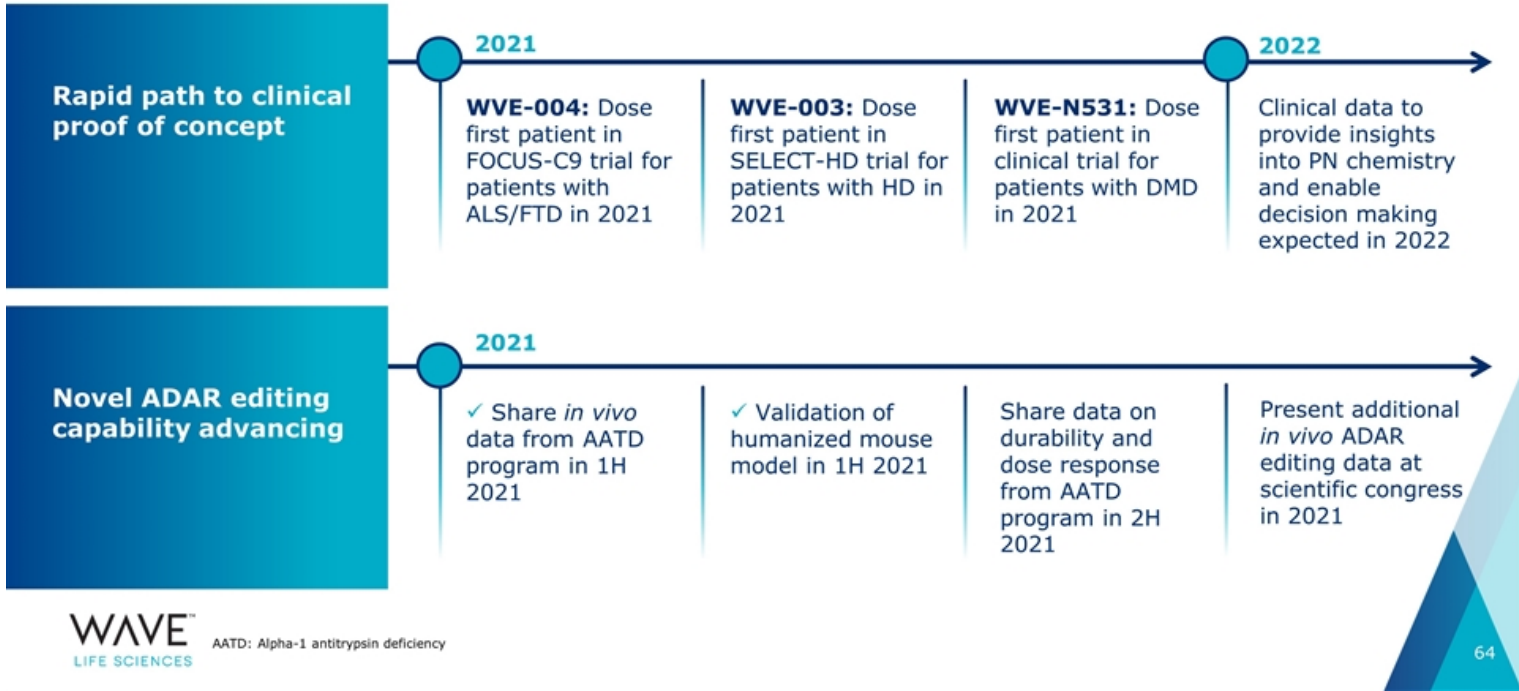 Rapid path to clinical
proof of concept
2021
WVE-004: Dose
first patient in
FOCUS-C9 trial for
patients with
ALS/FTD in 2021
WVE-003: Dose
first patient in
SELECT-HD trial for
patients with HD in
2021
WVE-N531: Dose
first patient in
clinical trial for
patients with DMD
in 2021
2022
Clinical data to
provide insights
into PN chemistry
and enable
decision making
expected in 2022
Novel ADAR editing
capability advancing
2021
✓ Share in vivo
data from AATD
program in 1H
2021
✓ Validation of
humanized mouse
model in 1H 2021
Share data on
durability and
dose response
from AATD
program in 2H
2021
Present additional
in vivo ADAR
editing data at
scientific congress
in 2021
WAVE™
LIFE SCIENCES
AATD: Alpha-1 antitrypsin deficiency
64